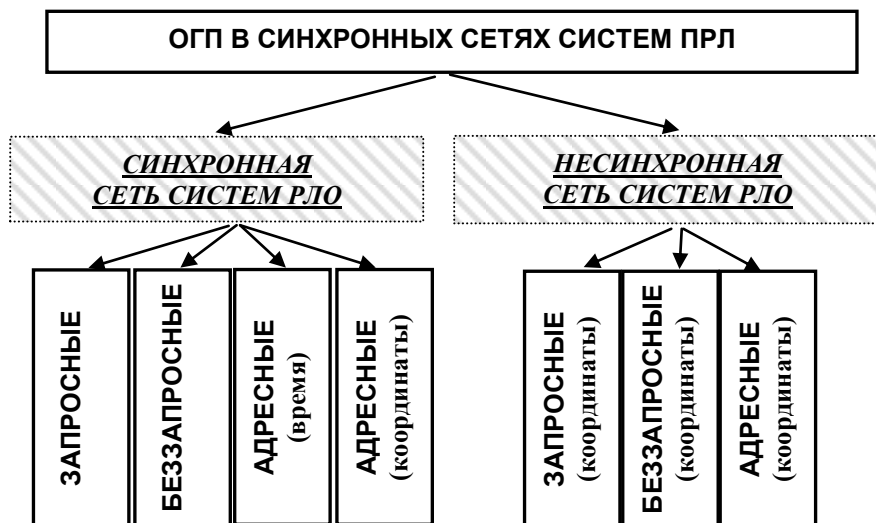 ОГП В СИНХРОННЫХ СЕТЯХ СИСТЕМ ПРЛ
СИНХРОННАЯ
СЕТЬ СИСТЕМ РЛО
НЕСИНХРОННАЯ
СЕТЬ СИСТЕМ РЛО
ЗАПРОСНЫЕ
БЕЗЗАПРОСНЫЕ
АДРЕСНЫЕ
(время)
АДРЕСНЫЕ
(координаты)
ЗАПРОСНЫЕ
(координаты)
БЕЗЗАПРОСНЫЕ
(координаты)
АДРЕСНЫЕ
(координаты)